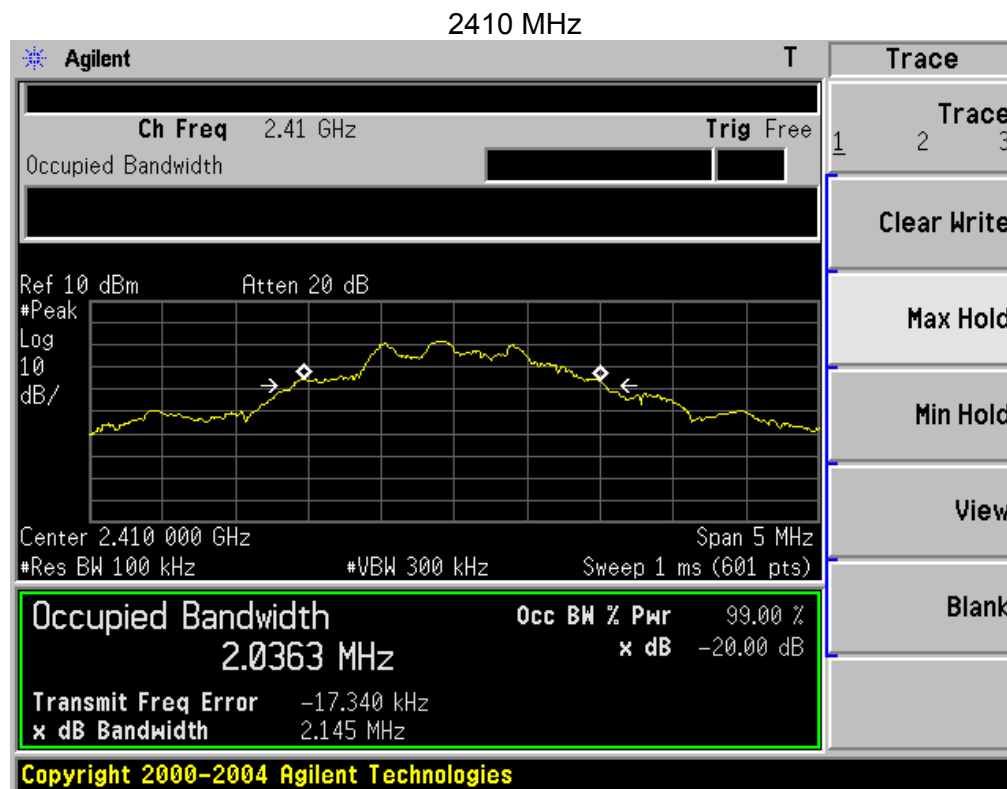 2410 MHz
Agilent T
Ch Freq 2.41 GHz Trig Free
Occupied Bandwidth
Ref 10 dBm Atten 20 dB
#Peak
Log
10
dB/
Center 2.410 000 GHz Span 5 MHz
#Res BW 100 kHz #VBW 300 kHz Sweep 1 ms (601 pts)
Occupied Bandwidth Occ BW % Pwr 99.00 %
2.0363 MHz x dB -20.00 dB
Transmit Freq Error -17.340 kHz
x dB Bandwidth 2.145 MHz
Copyright 2000-2004 Agilent Technologies
Trace
Trace
1 2 3
Clear Write
Max Hold
Min Hold
View
Blank